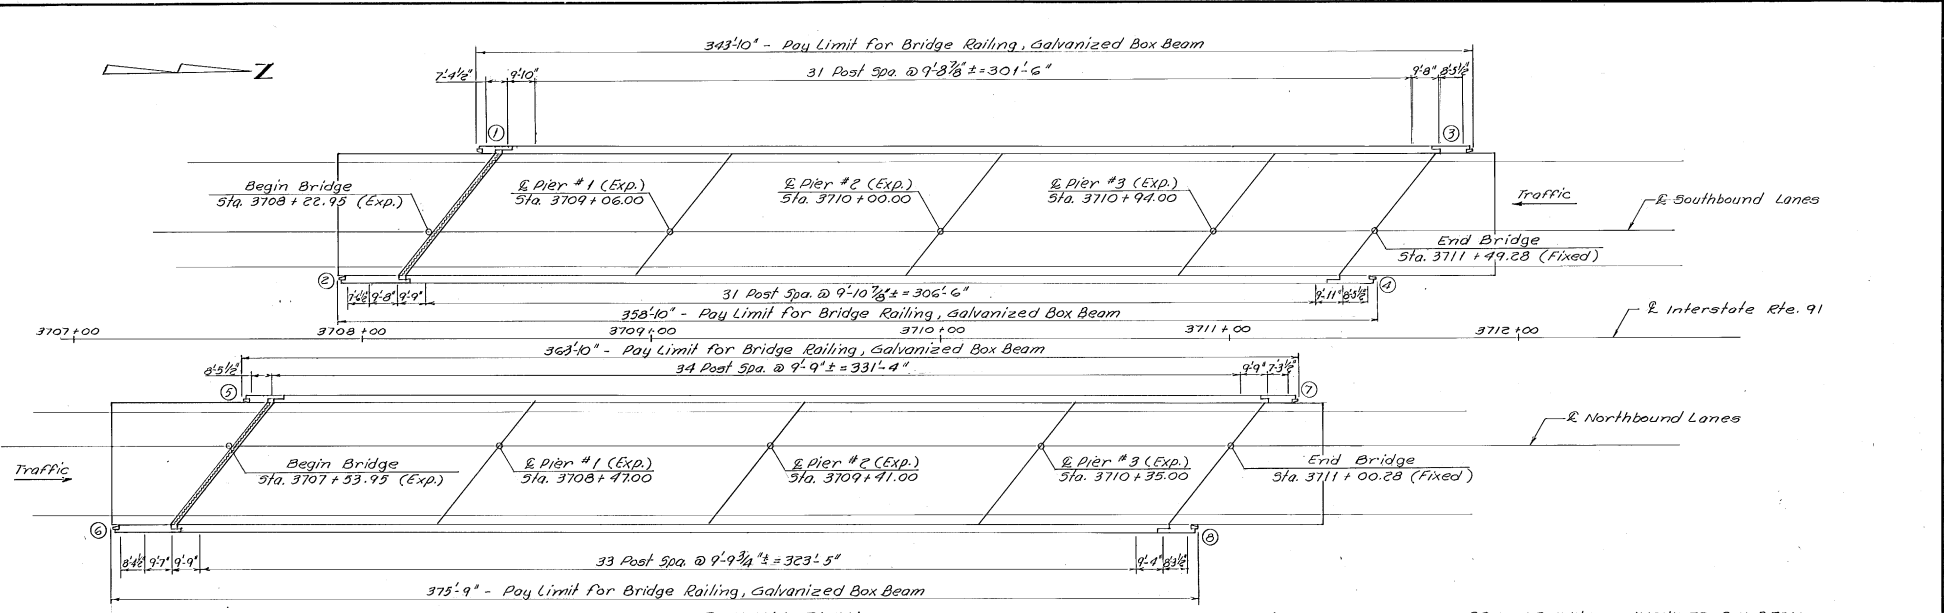 343'-10" - Pay Limit for Bridge Railing, Galvanized Box Beam
7'-4½" 9'-10" 31 Post Spa. @ 9'-8⅞" ± = 301'-6" 9'-8" 8'-5½"
Z
1
3
Begin Bridge
Sta. 3708 + 22.95 (Exp.)
℄ Pier #1 (Exp.)
Sta. 3709 + 06.00
℄ Pier #2 (Exp.)
Sta. 3710 + 00.00
℄ Pier #3 (Exp.)
Sta. 3710 + 94.00
Traffic
℄ Southbound Lanes
End Bridge
Sta. 3711 + 49.28 (Fixed)
2
4
7'-6½" 9'-8" 9'-9" 31 Post Spa. @ 9'-10⅞" ± = 306'-6" 9'-11" 8'-5½"
358'-10" - Pay Limit for Bridge Railing, Galvanized Box Beam
℄ Interstate Rte. 91
3707+00 3708+00 3709+00 3710+00 3711+00 3712+00
363'-10" - Pay Limit for Bridge Railing, Galvanized Box Beam
8'-5½" 34 Post Spa. @ 9'-9" ± = 331'-4" 9'-9" 7'-3½"
5
7
℄ Northbound Lanes
Traffic
Begin Bridge
Sta. 3707 + 53.95 (Exp.)
℄ Pier #1 (Exp.)
Sta. 3708 + 47.00
℄ Pier #2 (Exp.)
Sta. 3709 + 41.00
℄ Pier #3 (Exp.)
Sta. 3710 + 35.00
End Bridge
Sta. 3711 + 00.28 (Fixed)
6
8
8'-4½" 9'-7" 9'-9" 33 Post Spa. @ 9'-9¾" ± = 323'-5" 9'-4" 8'-3½"
375'-9" - Pay Limit for Bridge Railing, Galvanized Box Beam